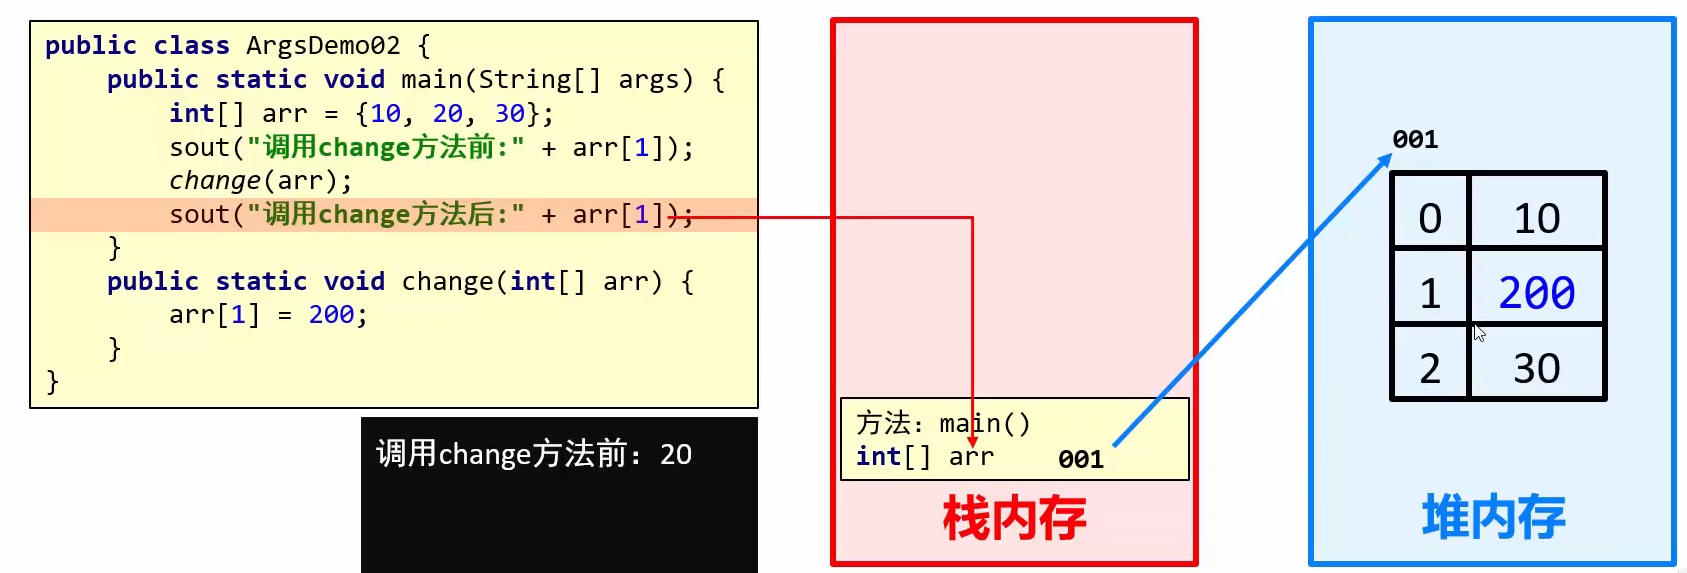 public class ArgsDemo02 {
public static void main(String[] args) {
int[] arr = {10, 20, 30};
sout("调用change方法前:" + arr[1]);
change(arr);
sout("调用change方法后:" + arr[1]);
}
public static void change(int[] arr) {
arr[1] = 200;
}
}
调用change方法前：20
方法：main()
int[] arr 001
栈内存
001
0 10
1 200
2 30
堆内存